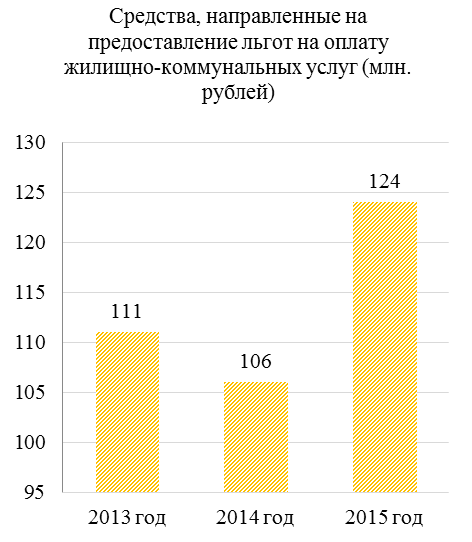 Средства, направленные на
предоставление льгот на оплату
жилищно-коммунальных услуг (млн.
рублей)
130
125
120
115
110
105
100
95
111
106
124
2013 год
2014 год
2015 год